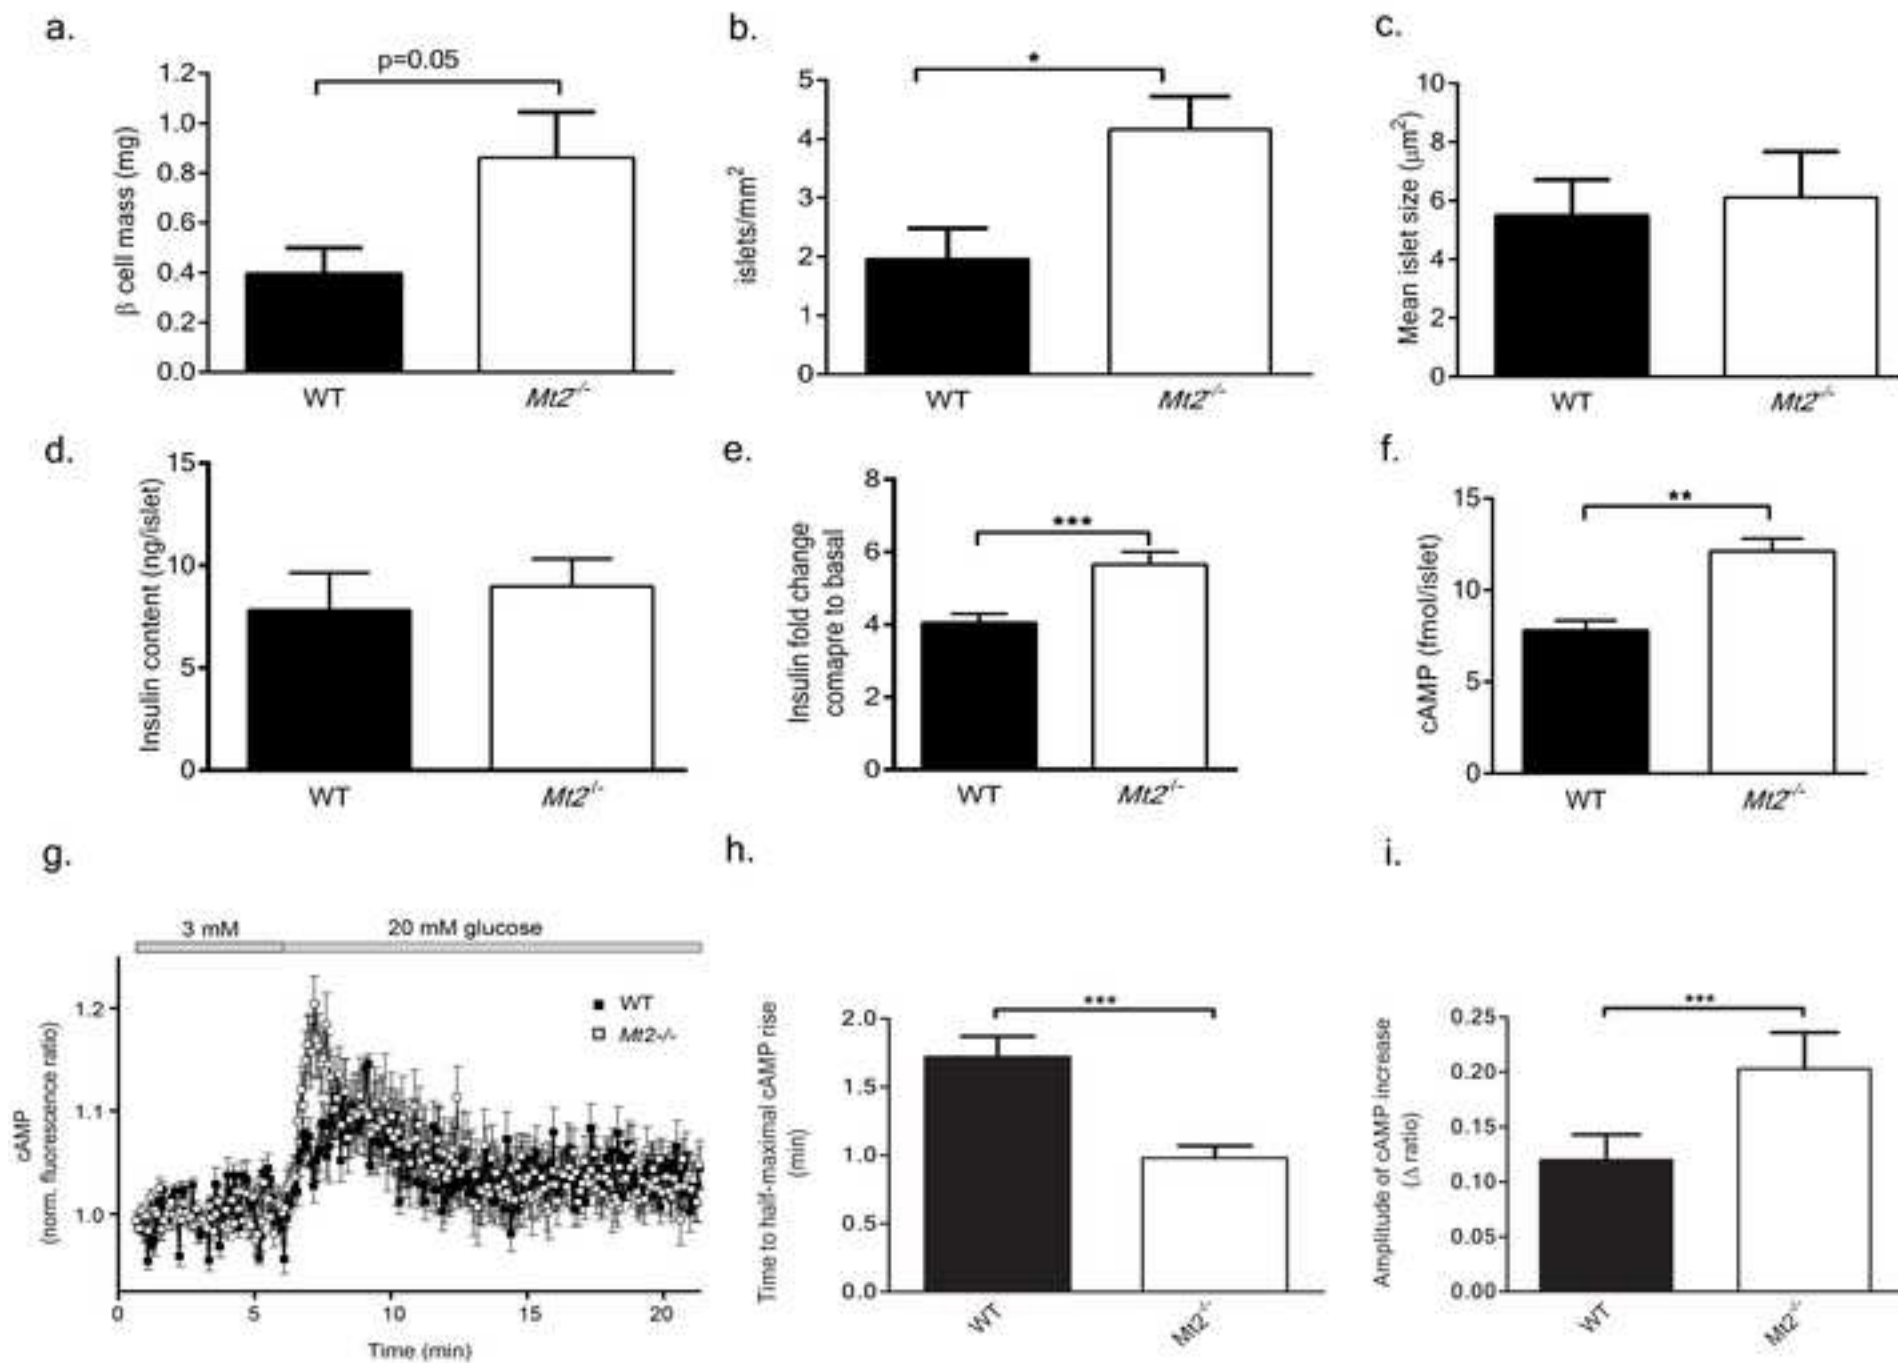 a.
p=0.05
β cell mass (mg)
1.2
1.0
0.8
0.6
0.4
0.2
0.0
WT
Mt2-/-
b.
*
islets/mm2
5
4
3
2
1
0
WT
Mt2-/-
c.
Mean islet size (μm2)
10
8
6
4
2
0
WT
Mt2-/-
d.
Insulin content (ng/islet)
15
10
5
0
WT
Mt2-/-
e.
***
Insulin fold change
comapre to basal
8
6
4
2
0
WT
Mt2-/-
f.
**
cAMP (fmol/islet)
15
10
5
0
WT
Mt2-/-
g.
3 mM
20 mM glucose
WT
Mt2-/-
cAMP
(norm. fluorescence ratio)
1.2
1.1
1.0
0
5
10
15
20
Time (min)
h.
***
Time to half-maximal cAMP rise
(min)
2.0
1.5
1.0
0.5
0.0
WT
Mt2-/-
i.
***
Amplitude of cAMP increase
(Δ ratio)
0.25
0.20
0.15
0.10
0.05
0.00
WT
Mt2-/-